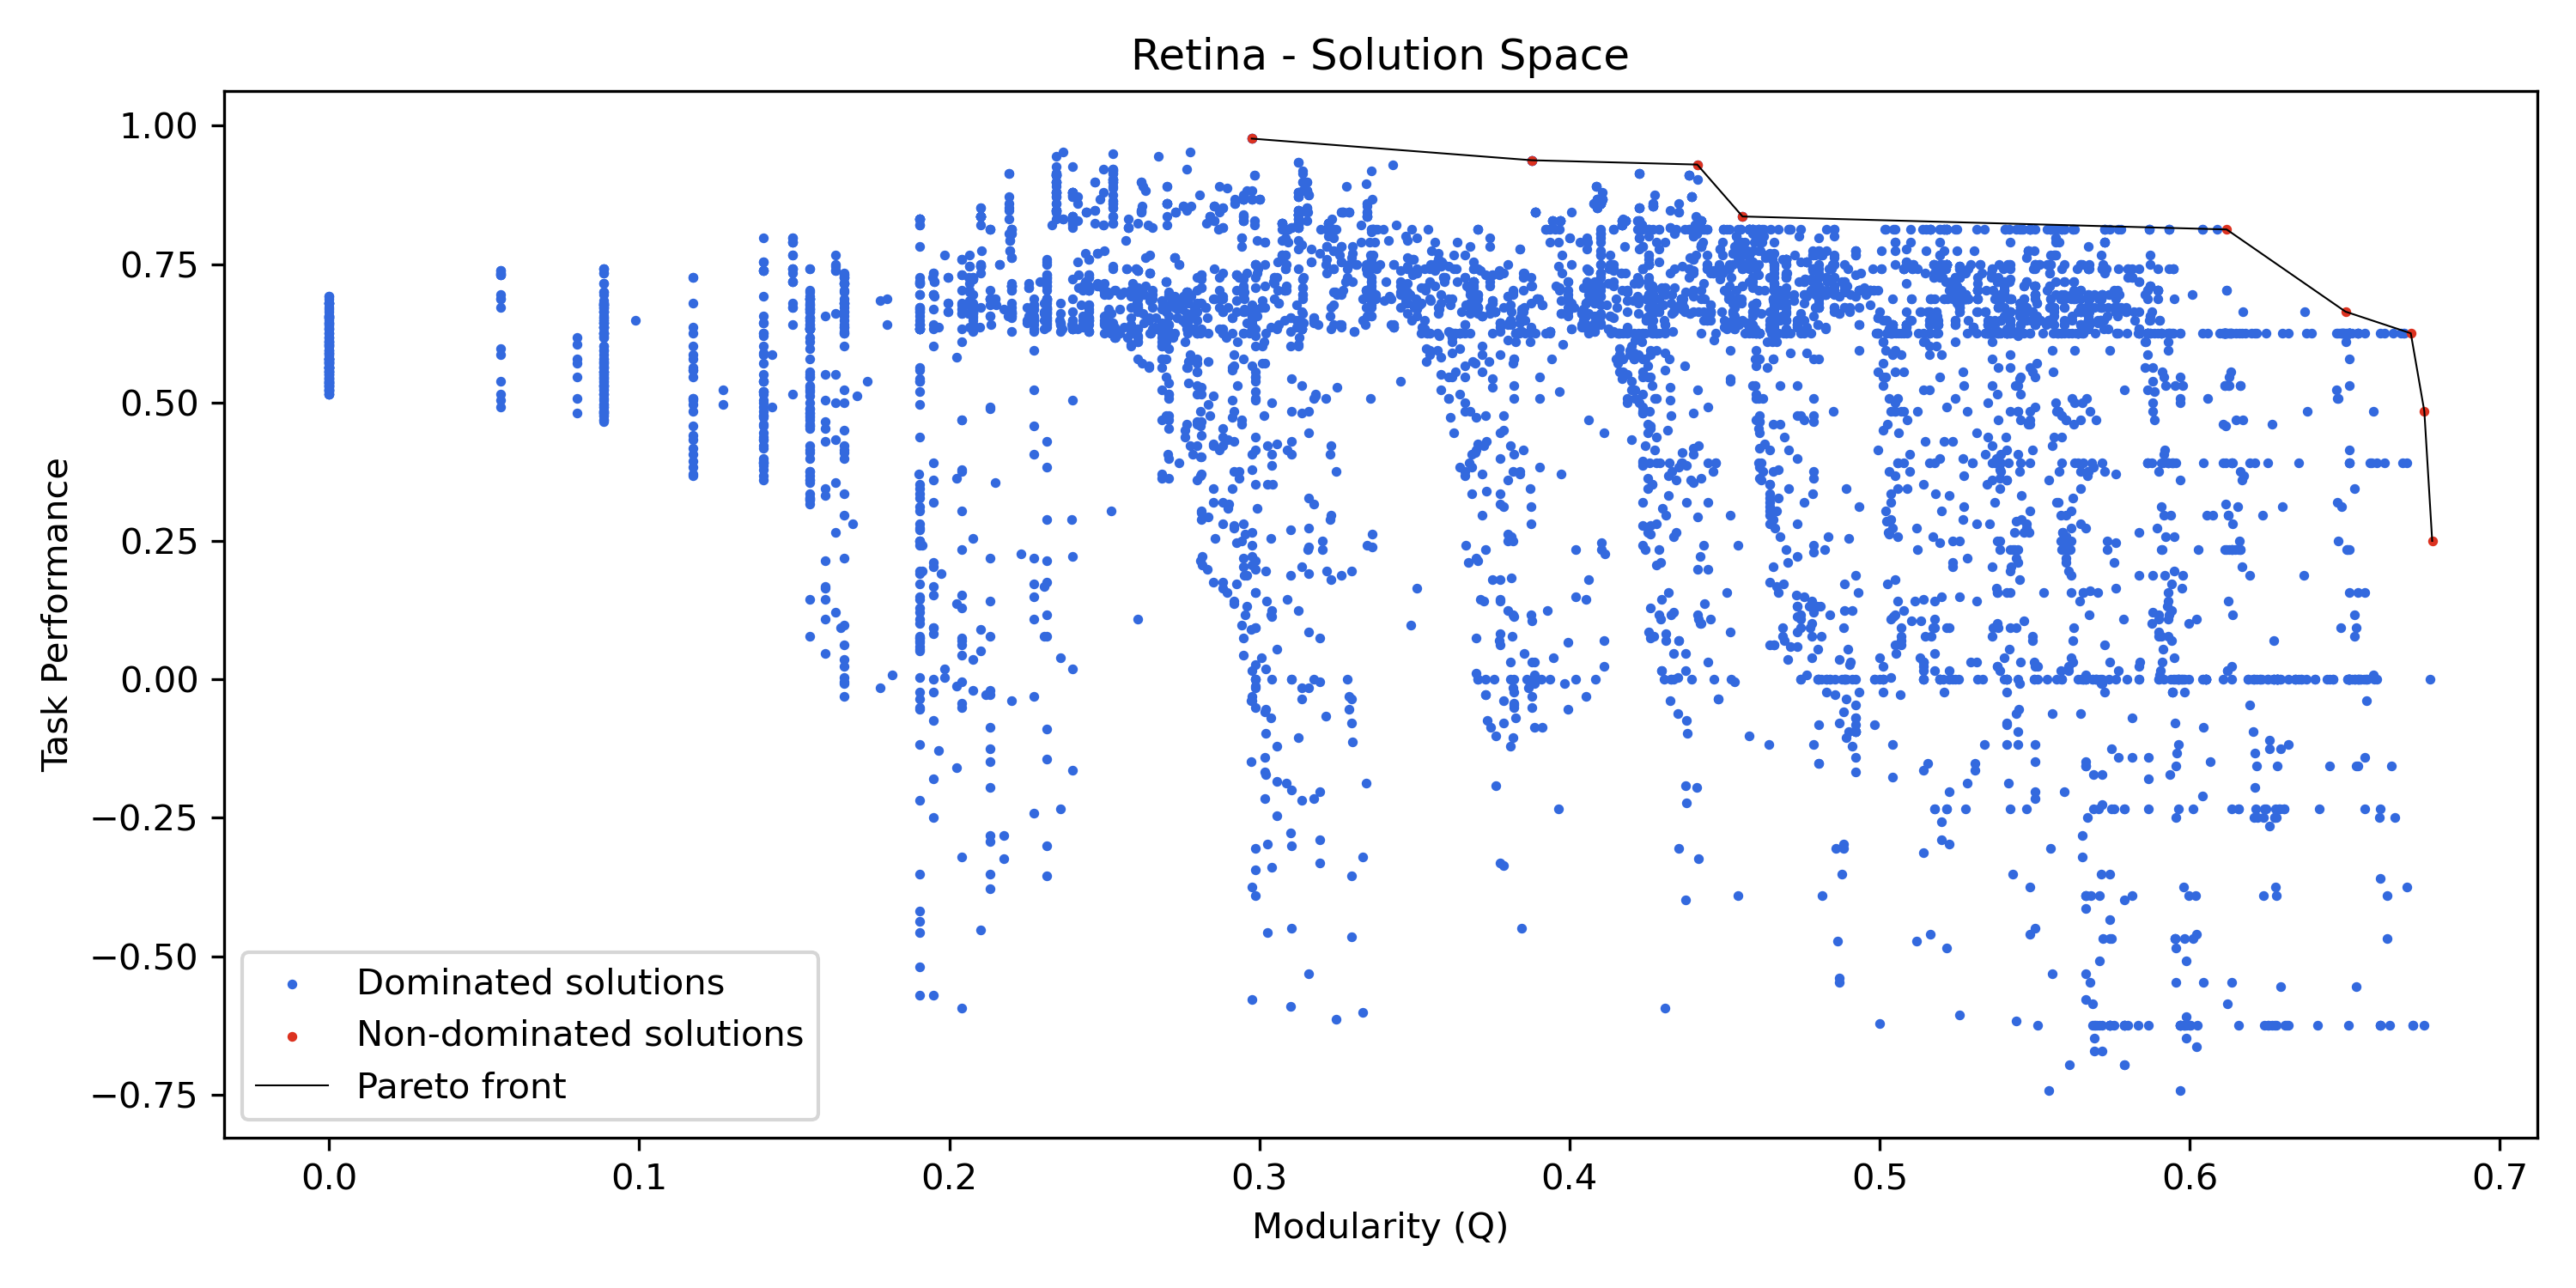 Retina - Solution Space
1.00
0.75
0.50
0.25
0.00
−0.25
−0.50
−0.75
Task Performance
Dominated solutions
Non-dominated solutions
Pareto front
0.0 0.1 0.2 0.3 0.4 0.5 0.6 0.7
Modularity (Q)